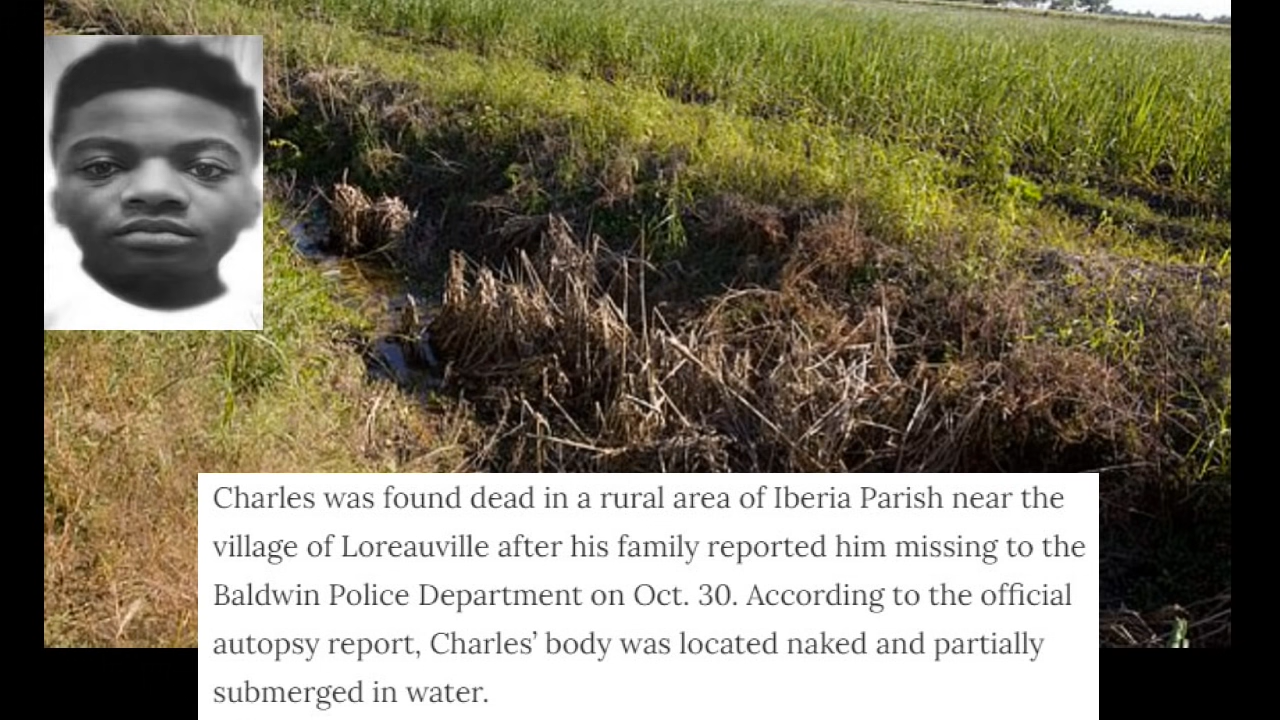 Charles was found dead in a rural area of Iberia Parish near the
village of Loreauville after his family reported him missing to the
Baldwin Police Department on Oct. 30. According to the official
autopsy report, Charles’ body was located naked and partially
submerged in water.